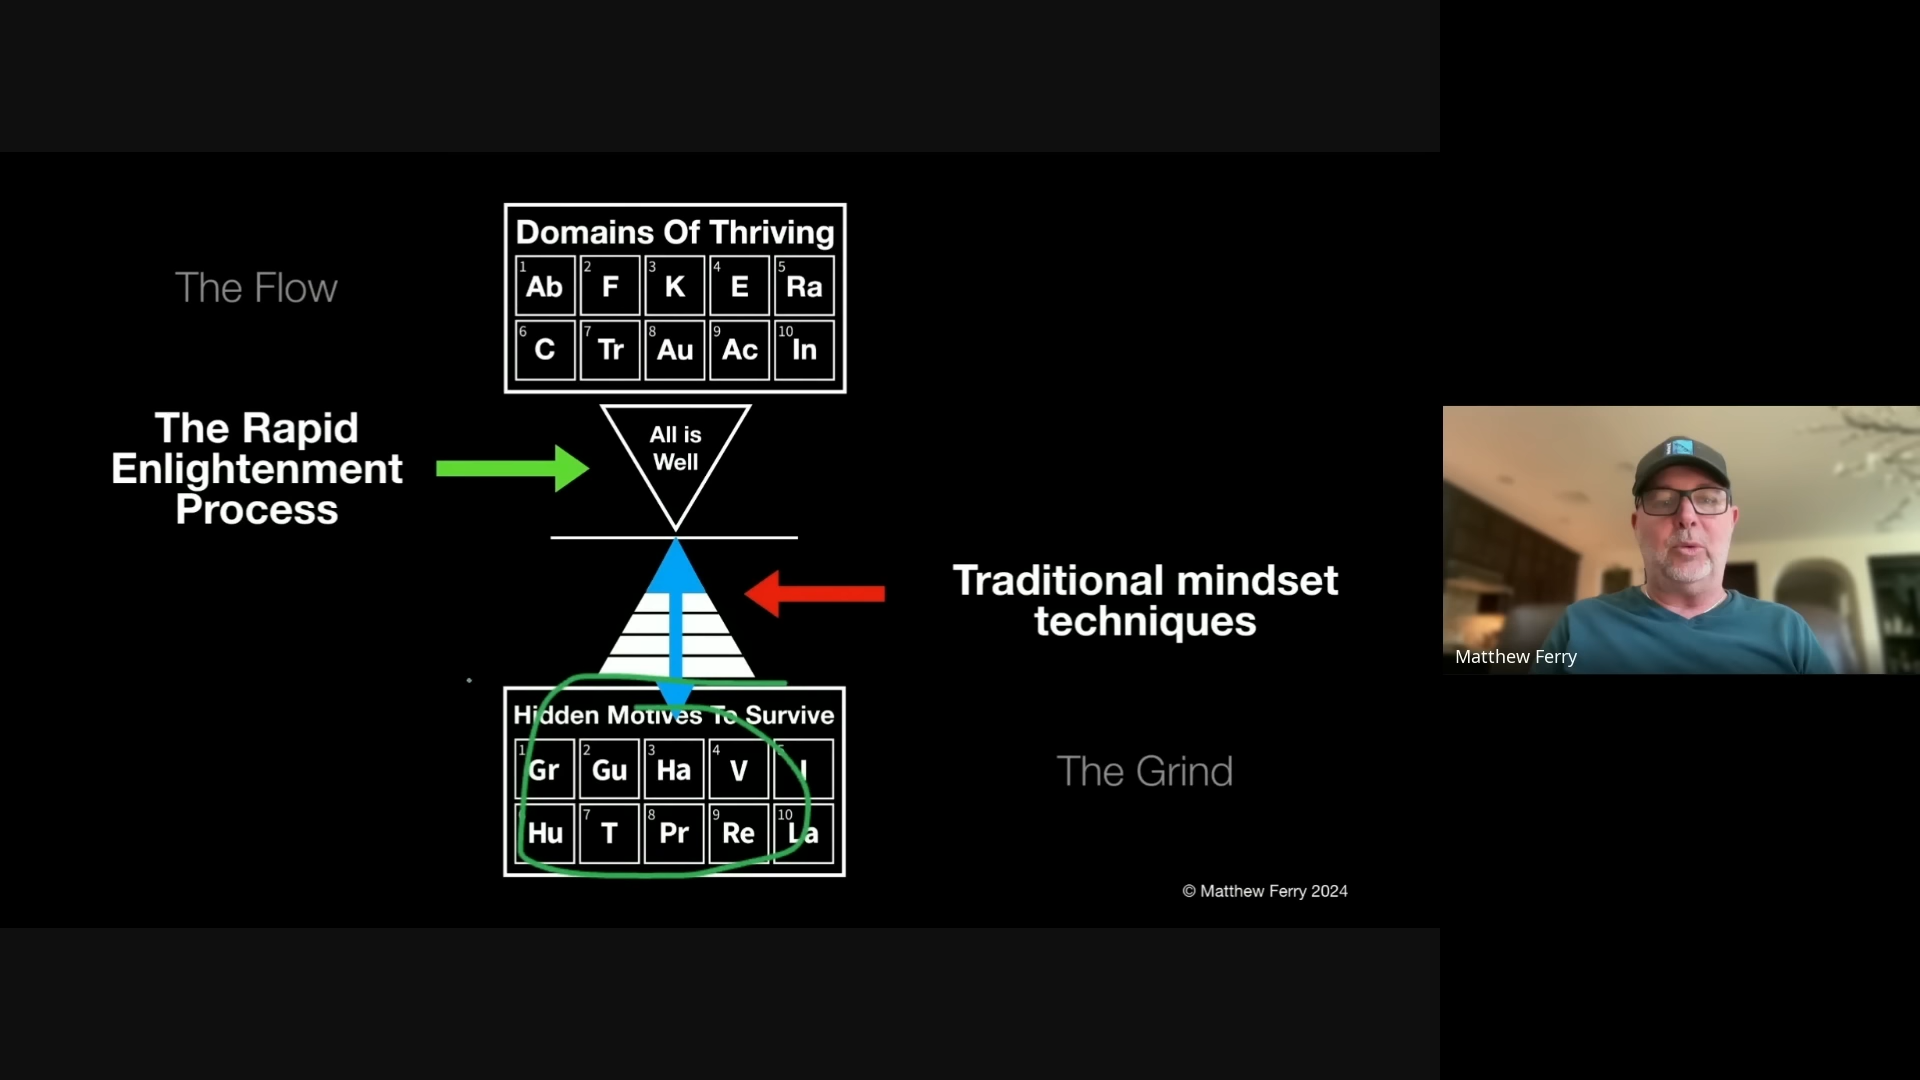 Domains Of Thriving
1 Ab 2 F 3 K 4 E 5 Ra
6 C 7 Tr 8 Au 9 Ac 10 In
The Flow
The Rapid
Enlightenment
Process
All is
Well
Traditional mindset
techniques
Hidden Motives To Survive
1 Gr 2 Gu 3 Ha 4 V 5 I
Hu 7 T 8 Pr 9 Re 10 La
The Grind
© Matthew Ferry 2024
Matthew Ferry